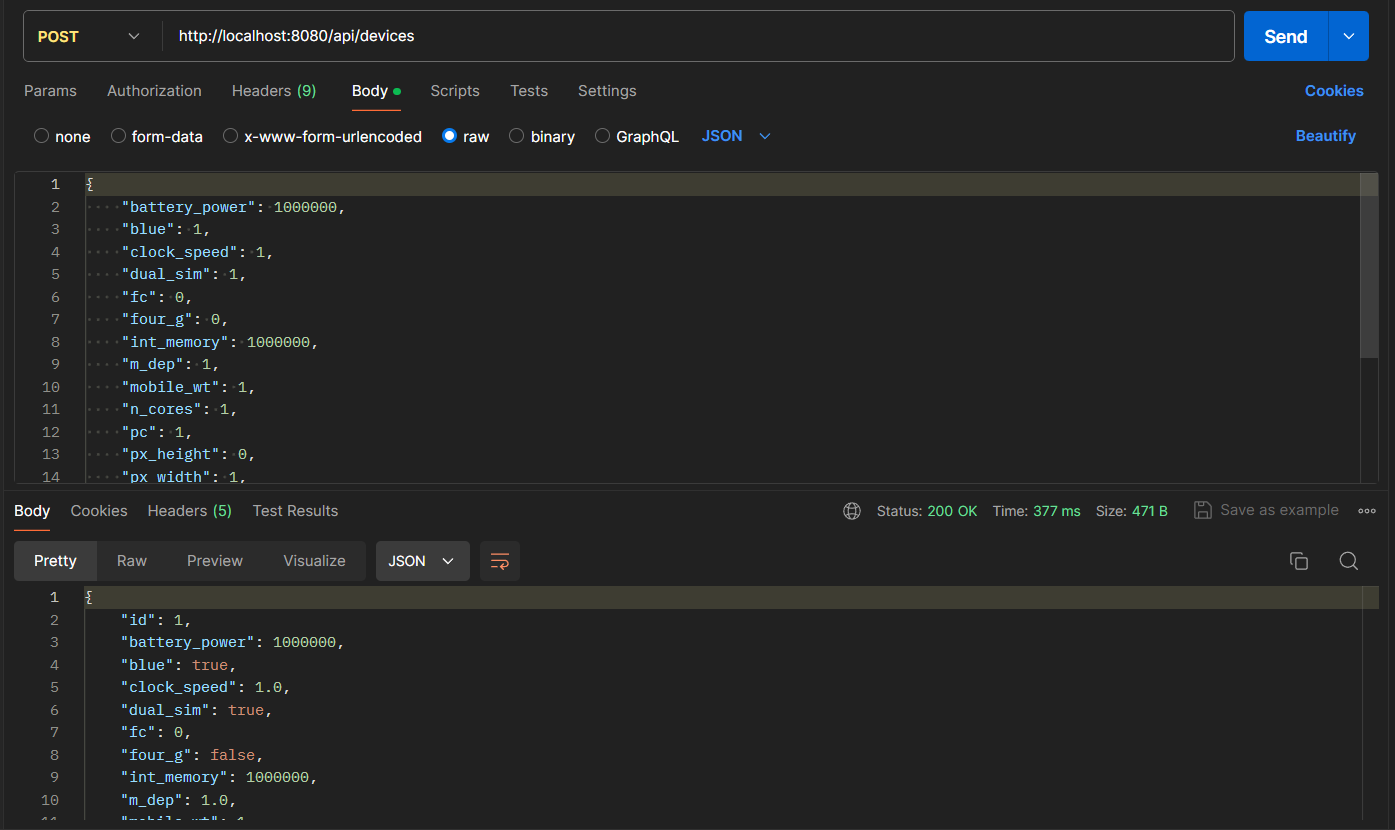 POST http://localhost:8080/api/devices Send
Params Authorization Headers (9) Body Scripts Tests Settings Cookies
none form-data x-www-form-urlencoded raw binary GraphQL JSON Beautify
1 {
2 "battery_power": 1000000,
3 "blue": 1,
4 "clock_speed": 1,
5 "dual_sim": 1,
6 "fc": 0,
7 "four_g": 0,
8 "int_memory": 1000000,
9 "m_dep": 1,
10 "mobile_wt": 1,
11 "n_cores": 1,
12 "pc": 1,
13 "px_height": 0,
14 "px_width": 1,
Body Cookies Headers (5) Test Results Status: 200 OK Time: 377 ms Size: 471 B Save as example
Pretty Raw Preview Visualize JSON
1 {
2 "id": 1,
3 "battery_power": 1000000,
4 "blue": true,
5 "clock_speed": 1.0,
6 "dual_sim": true,
7 "fc": 0,
8 "four_g": false,
9 "int_memory": 1000000,
10 "m_dep": 1.0,